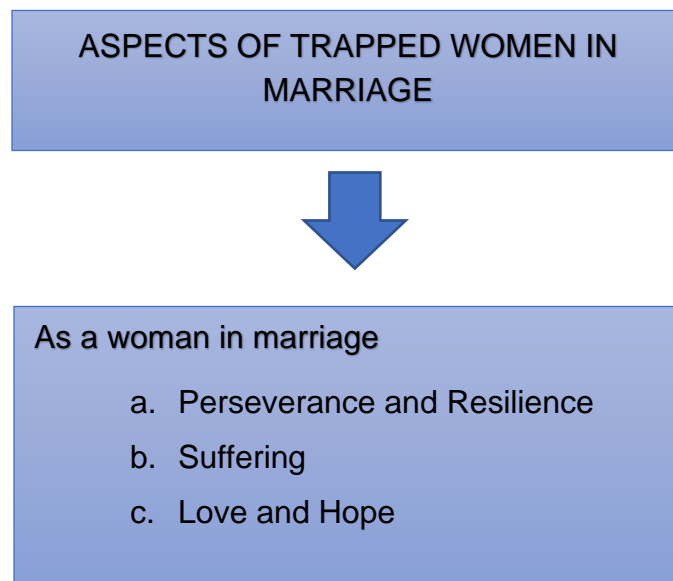 ASPECTS OF TRAPPED WOMEN IN
MARRIAGE
As a woman in marriage
a. Perseverance and Resilience
b. Suffering
c. Love and Hope